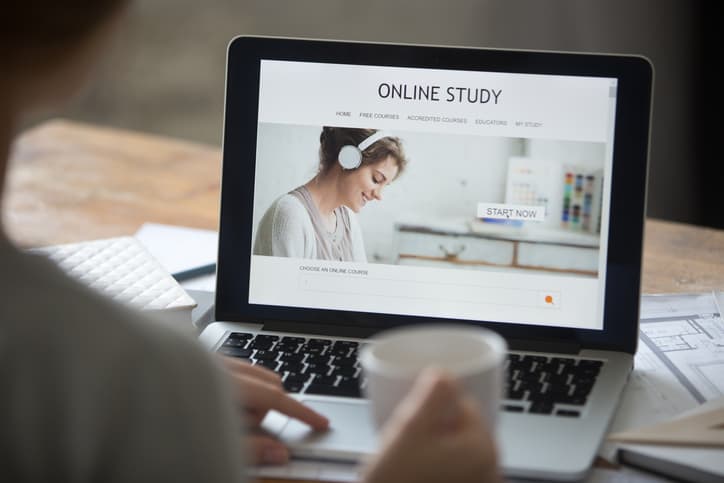 ONLINE STUDY
HOME FREE COURSES ACCREDITED COURSES EDUCATORS MY STUDY
START NOW
CHOOSE AN ONLINE COURSE